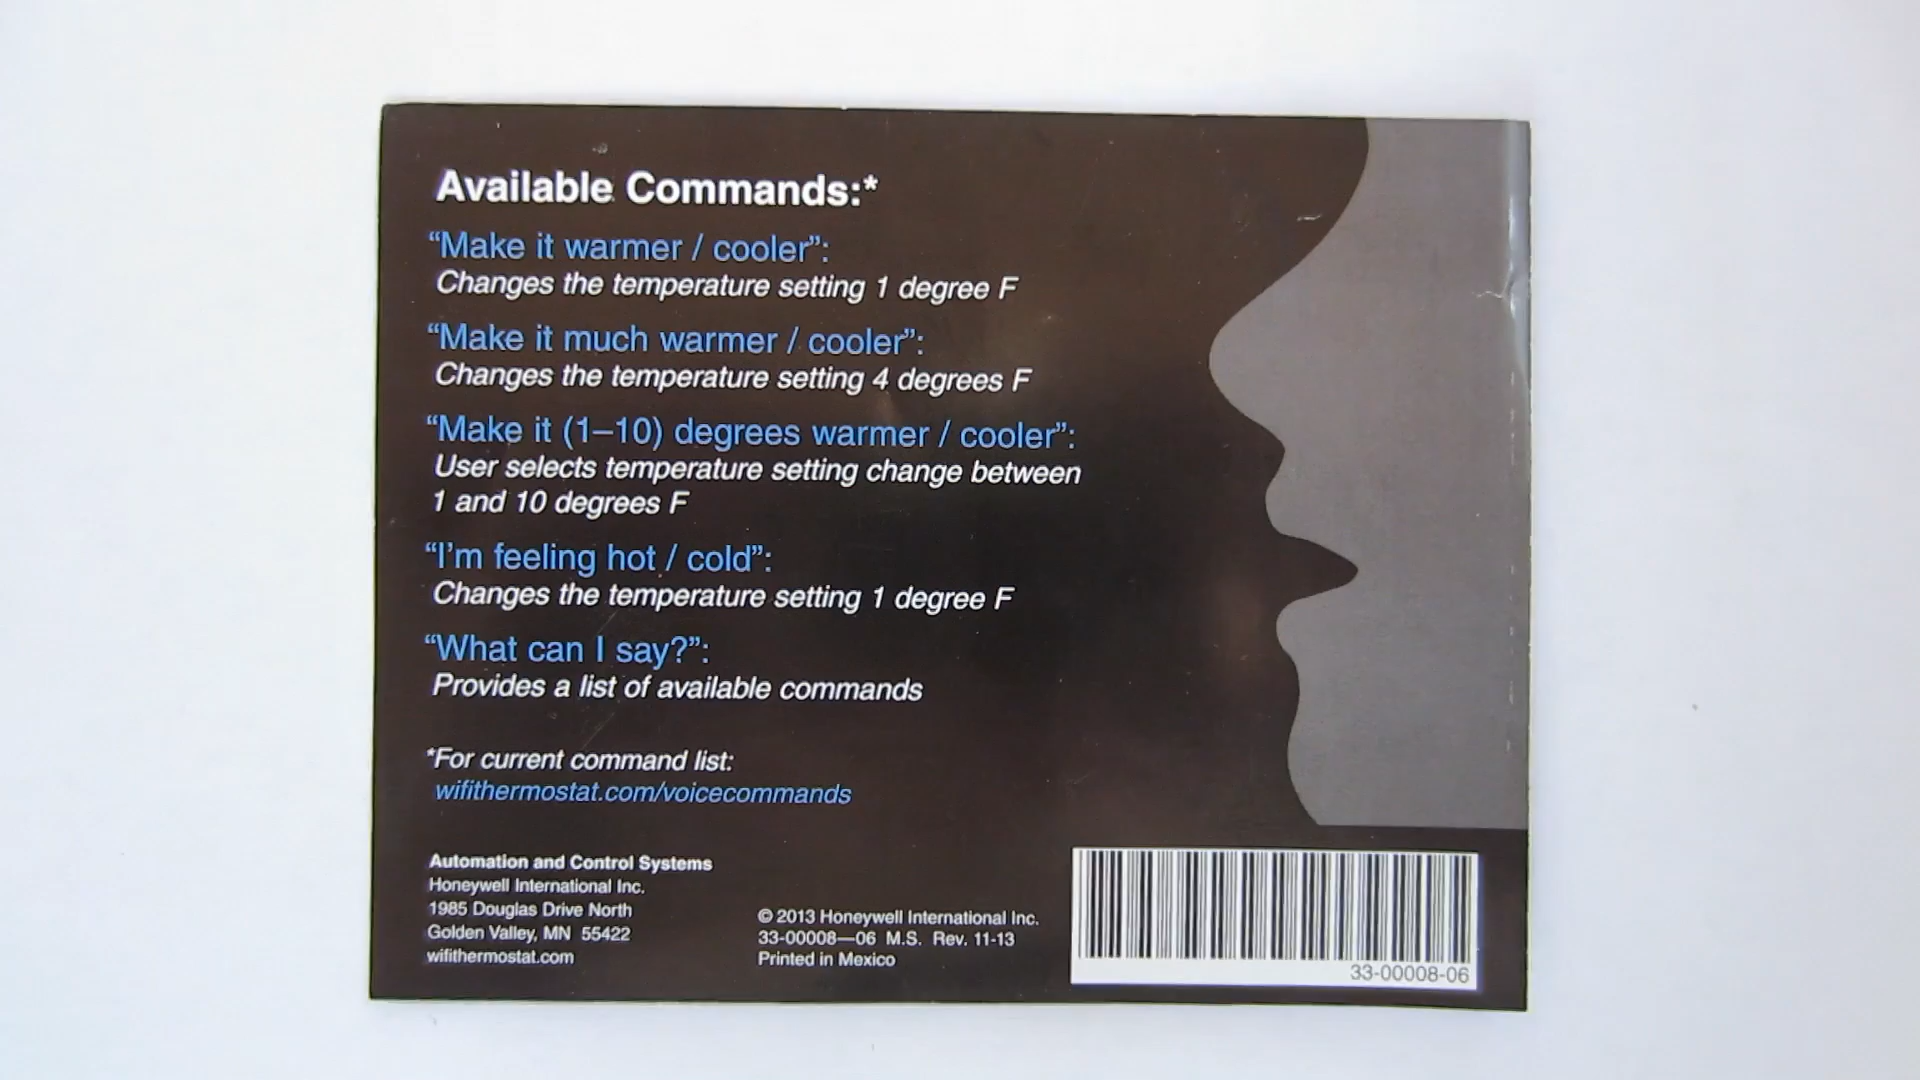 Available Commands:*
“Make it warmer / cooler”:
Changes the temperature setting 1 degree F
“Make it much warmer / cooler”:
Changes the temperature setting 4 degrees F
“Make it (1–10) degrees warmer / cooler”:
User selects temperature setting change between
1 and 10 degrees F
“I’m feeling hot / cold”:
Changes the temperature setting 1 degree F
“What can I say?”:
Provides a list of available commands
*For current command list:
wifithermostat.com/voicecommands
Automation and Control Systems
Honeywell International Inc.
1985 Douglas Drive North
Golden Valley, MN  55422
wifithermostat.com
© 2013 Honeywell International Inc.
33-00008—06  M.S.  Rev. 11-13
Printed in Mexico
33-00008-06